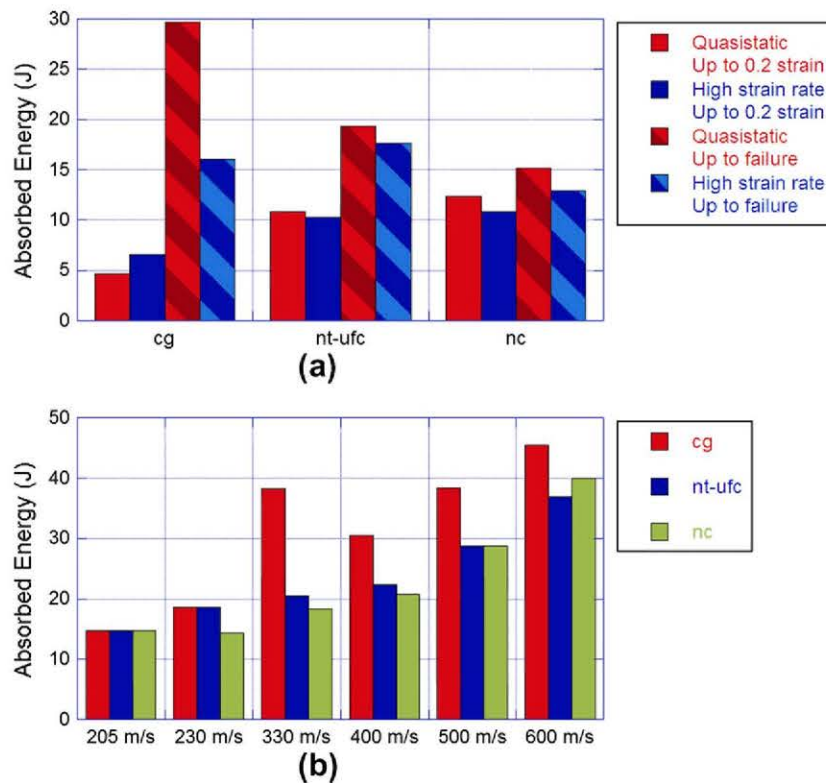 30
25
20
15
10
5
0
Absorbed Energy (J)
cg
nt-ufc
nc
Quasistatic
Up to 0.2 strain
High strain rate
Up to 0.2 strain
Quasistatic
Up to failure
High strain rate
Up to failure
(a)
50
40
30
20
10
0
Absorbed Energy (J)
205 m/s
230 m/s
330 m/s
400 m/s
500 m/s
600 m/s
cg
nt-ufc
nc
(b)